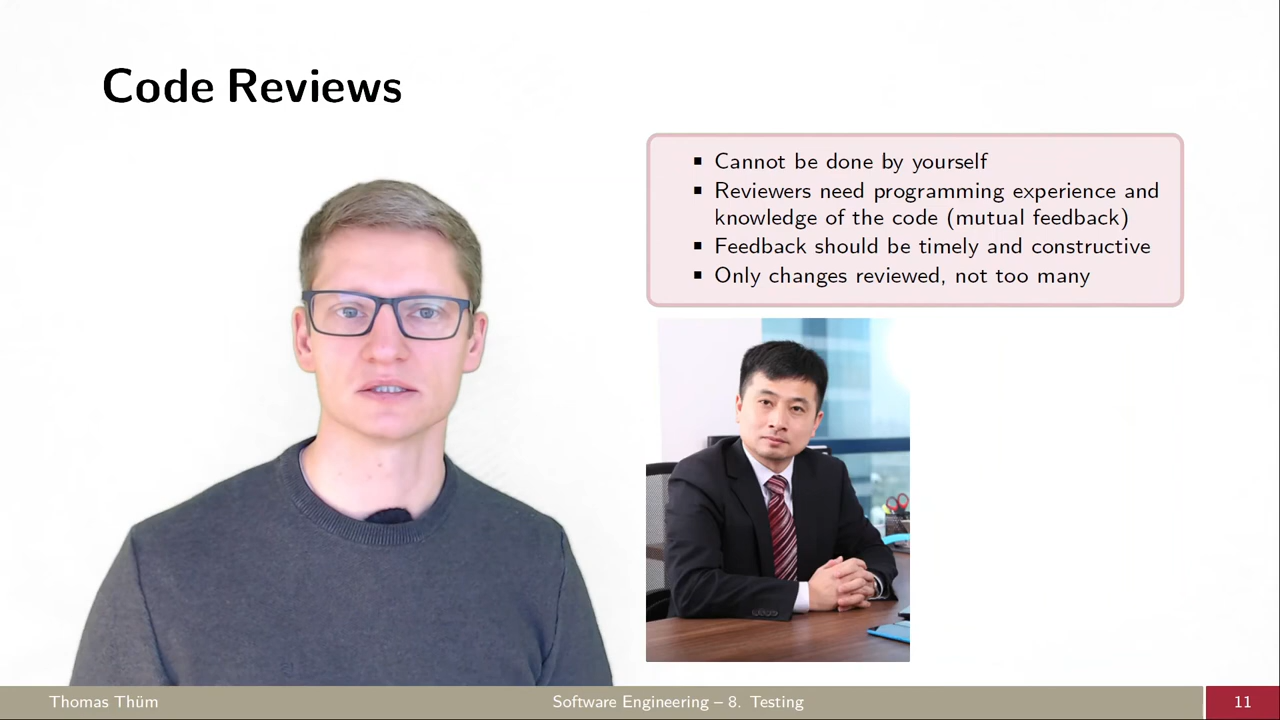 Code Reviews
▪ Cannot be done by yourself
▪ Reviewers need programming experience and
knowledge of the code (mutual feedback)
▪ Feedback should be timely and constructive
▪ Only changes reviewed, not too many
Thomas Thüm
Software Engineering – 8. Testing
11